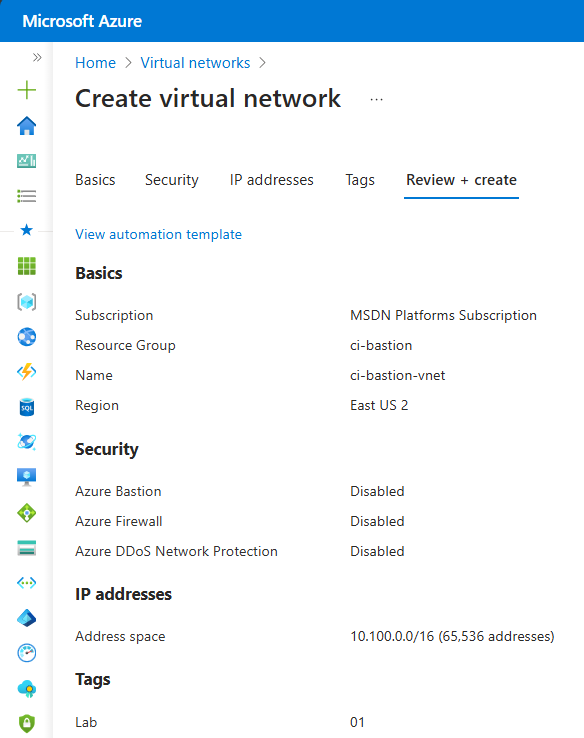 Microsoft Azure
Home > Virtual networks >
Create virtual network ...
Basics Security IP addresses Tags Review + create
View automation template
Basics
Subscription MSDN Platforms Subscription
Resource Group ci-bastion
Name ci-bastion-vnet
Region East US 2
Security
Azure Bastion Disabled
Azure Firewall Disabled
Azure DDoS Network Protection Disabled
IP addresses
Address space 10.100.0.0/16 (65,536 addresses)
Tags
Lab 01
SQL